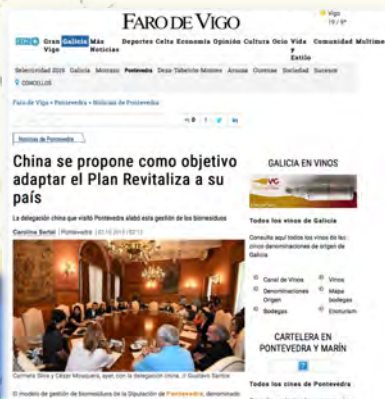 FARO DE VIGO
Vigo
19 / 9º
Gran Vigo Galicia Más Noticias Deportes Celta Economía Opinión Cultura Ocio Vida y Estilo Comunidad Multime
Selectividad 2019 Galicia Morrazo Pontevedra Deza-Tabeirós-Montes Arousa Ourense Sociedad Sucesos
CONCELLOS
Faro de Vigo » Pontevedra » Noticias de Pontevedra
Noticias de Pontevedra
China se propone como objetivo
adaptar el Plan Revitaliza a su
país
La delegación china que visitó Pontevedra alabó esta gestión de los biorresiduos
Carolina Sertal | Pontevedra
Carmela Silva y César Mosquera, ayer, con la delegación china. // Gustavo Santos
El modelo de gestión de biorresiduos de la Diputación de Pontevedra, denominado
GALICIA EN VINOS
Todos los vinos de Galicia
Consulta aquí todos los vinos de las
cinco denominaciones de origen de
Galicia
Canal de Vinos
Vinos
Denominaciones Origen
Mapa bodegas
Bodegas
Enoturism
CARTELERA EN
PONTEVEDRA Y MARÍN
Todos los cines de Pontevedra